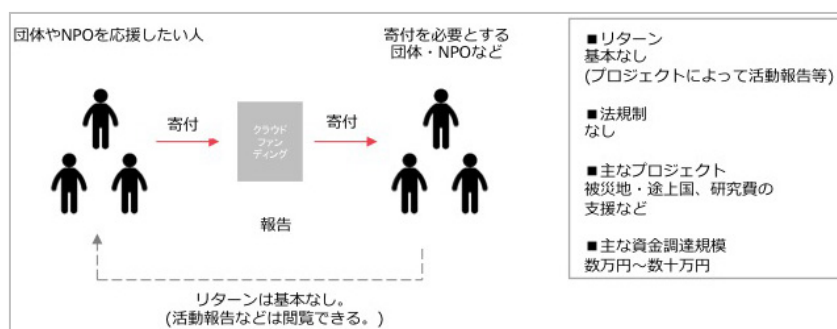 団体やNPOを応援したい人
寄付を必要とする
団体・NPOなど
寄付
クラウド
ファン
ディング
寄付
報告
リターンは基本なし。
(活動報告などは閲覧できる。)
■リターン
基本なし
(プロジェクトによって活動報告等)
■法規制
なし
■主なプロジェクト
被災地・途上国、研究費の
支援など
■主な資金調達規模
数万円～数十万円